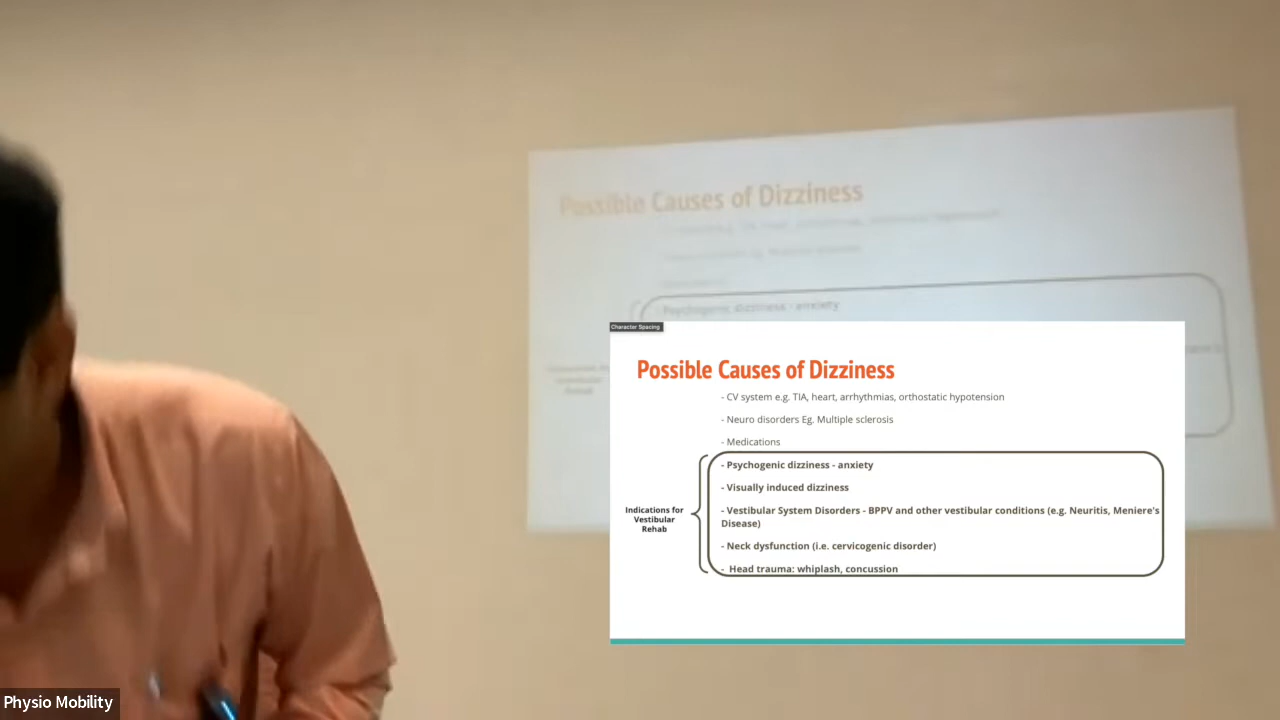 Possible Causes of Dizziness
Psychogenic dizziness - anxiety
Character Spacing
Possible Causes of Dizziness
- CV system e.g. TIA, heart, arrhythmias, orthostatic hypotension
- Neuro disorders Eg. Multiple sclerosis
- Medications
- Psychogenic dizziness - anxiety
- Visually induced dizziness
Indications for
Vestibular
Rehab
- Vestibular System Disorders - BPPV and other vestibular conditions (e.g. Neuritis, Meniere's
Disease)
- Neck dysfunction (i.e. cervicogenic disorder)
- Head trauma: whiplash, concussion
Physio Mobility